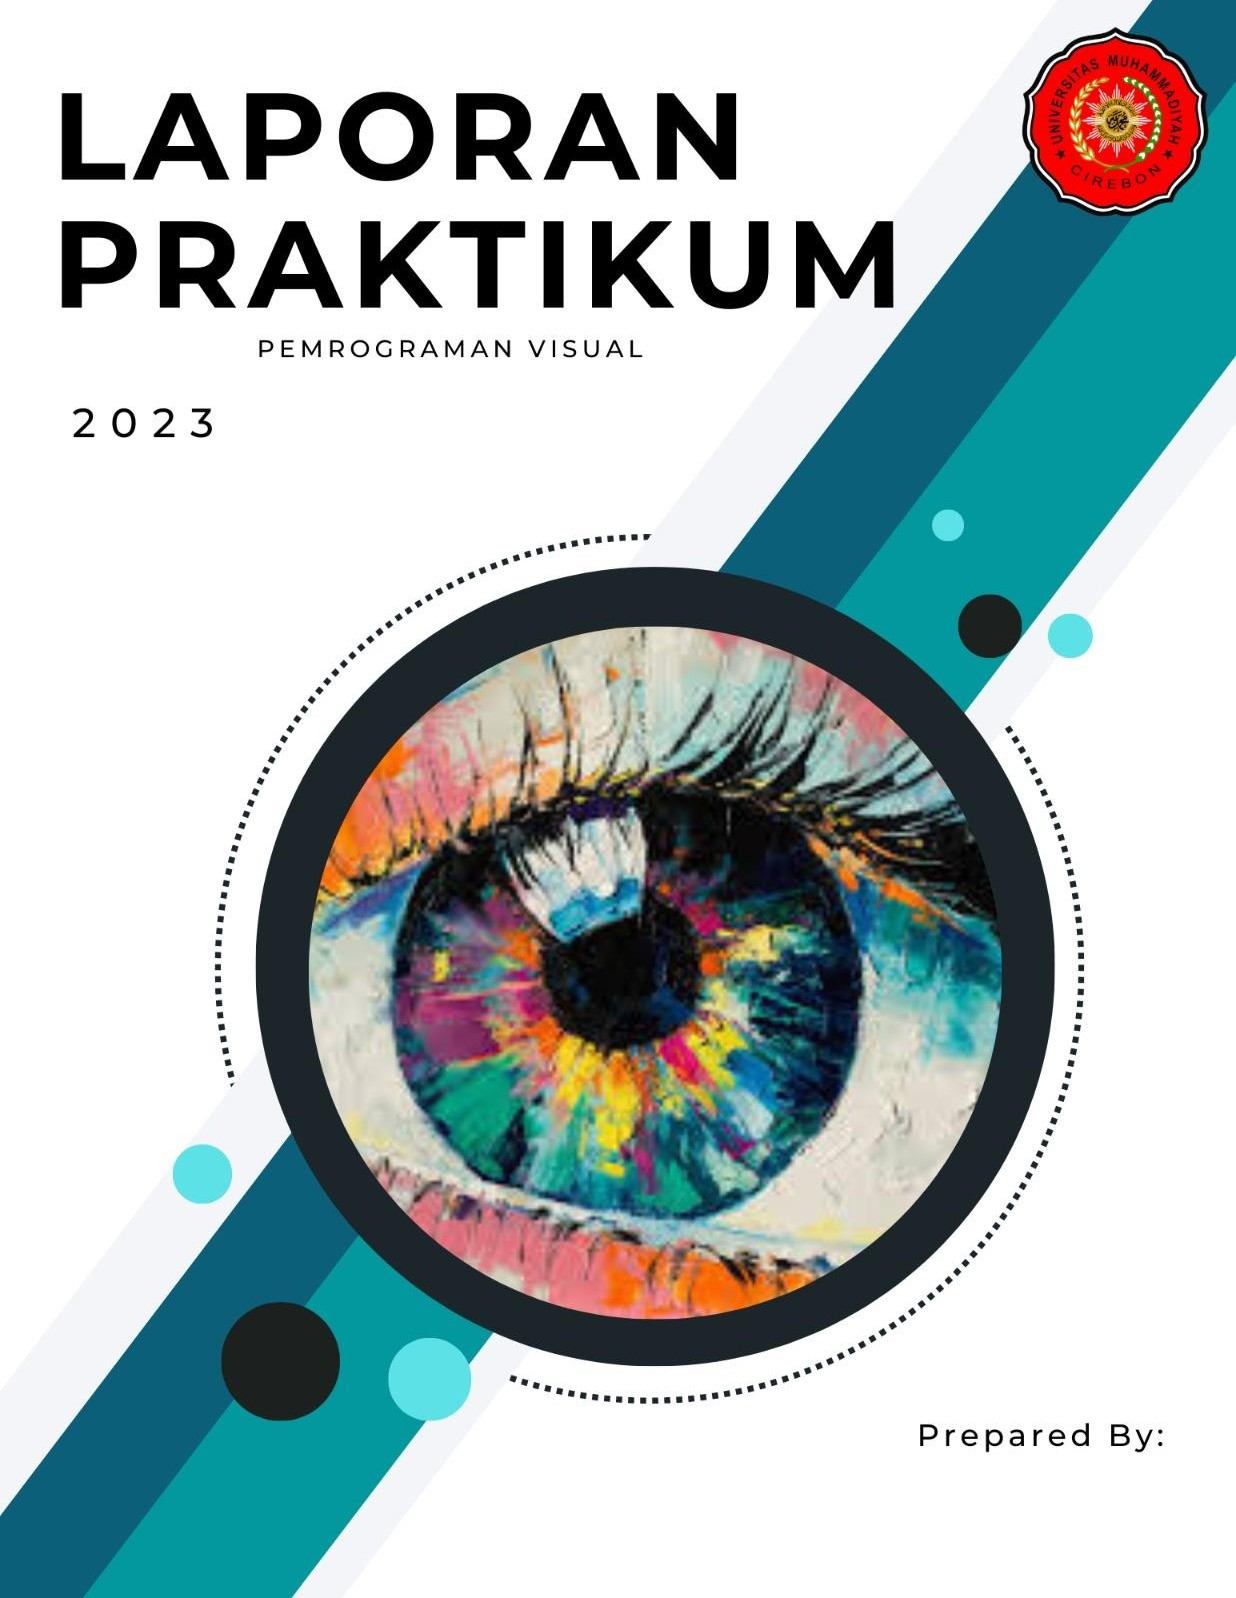 LAPORAN
PRAKTIKUM
PEMROGRAMAN VISUAL
2023
UNIVERSITAS MUHAMMADIYAH
CIREBON
Prepared By: